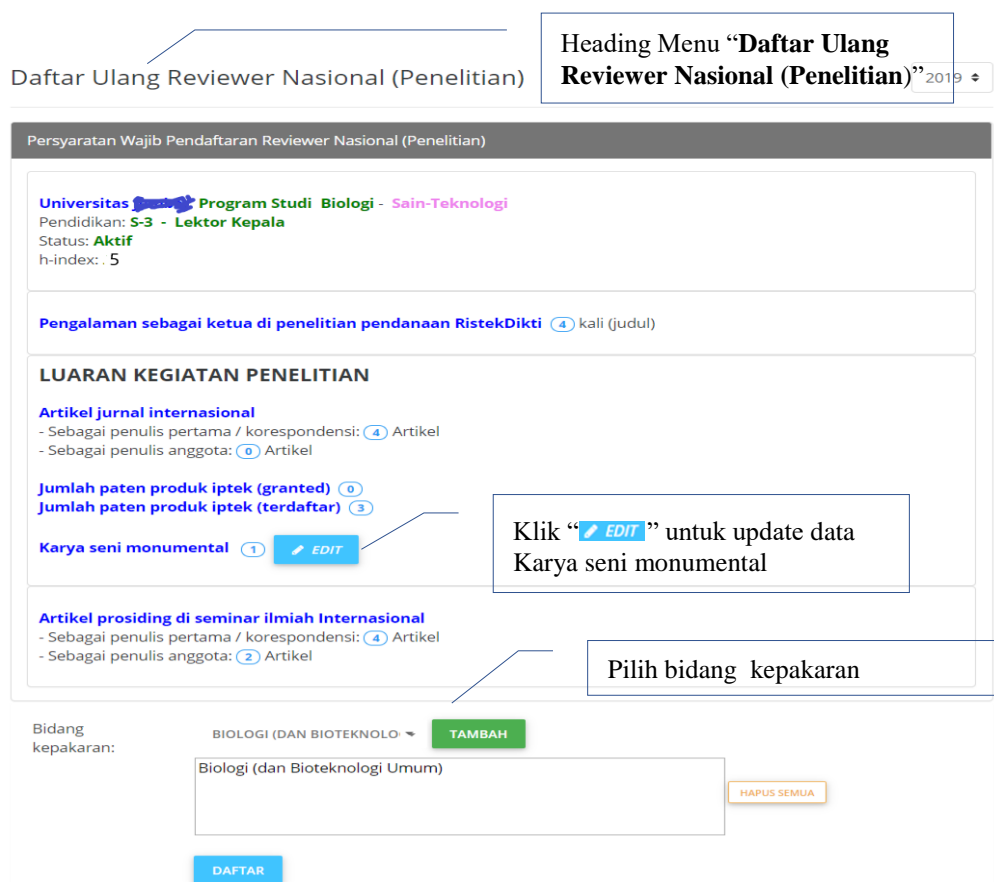 Heading Menu “Daftar Ulang
Reviewer Nasional (Penelitian)”
Daftar Ulang Reviewer Nasional (Penelitian)
2019
Persyaratan Wajib Pendaftaran Reviewer Nasional (Penelitian)
Universitas Program Studi Biologi - Sain-Teknologi
Pendidikan: S-3 - Lektor Kepala
Status: Aktif
h-index: . 5
Pengalaman sebagai ketua di penelitian pendanaan RistekDikti 4 kali (judul)
LUARAN KEGIATAN PENELITIAN
Artikel jurnal internasional
- Sebagai penulis pertama / korespondensi: 4 Artikel
- Sebagai penulis anggota: 0 Artikel
Jumlah paten produk iptek (granted) 0
Jumlah paten produk iptek (terdaftar) 3
Karya seni monumental 1 EDIT
Klik “ EDIT ” untuk update data
Karya seni monumental
Artikel prosiding di seminar ilmiah Internasional
- Sebagai penulis pertama / korespondensi: 4 Artikel
- Sebagai penulis anggota: 2 Artikel
Pilih bidang kepakaran
Bidang
kepakaran:
BIOLOGI (DAN BIOTEKNOLO
TAMBAH
Biologi (dan Bioteknologi Umum)
HAPUS SEMUA
DAFTAR